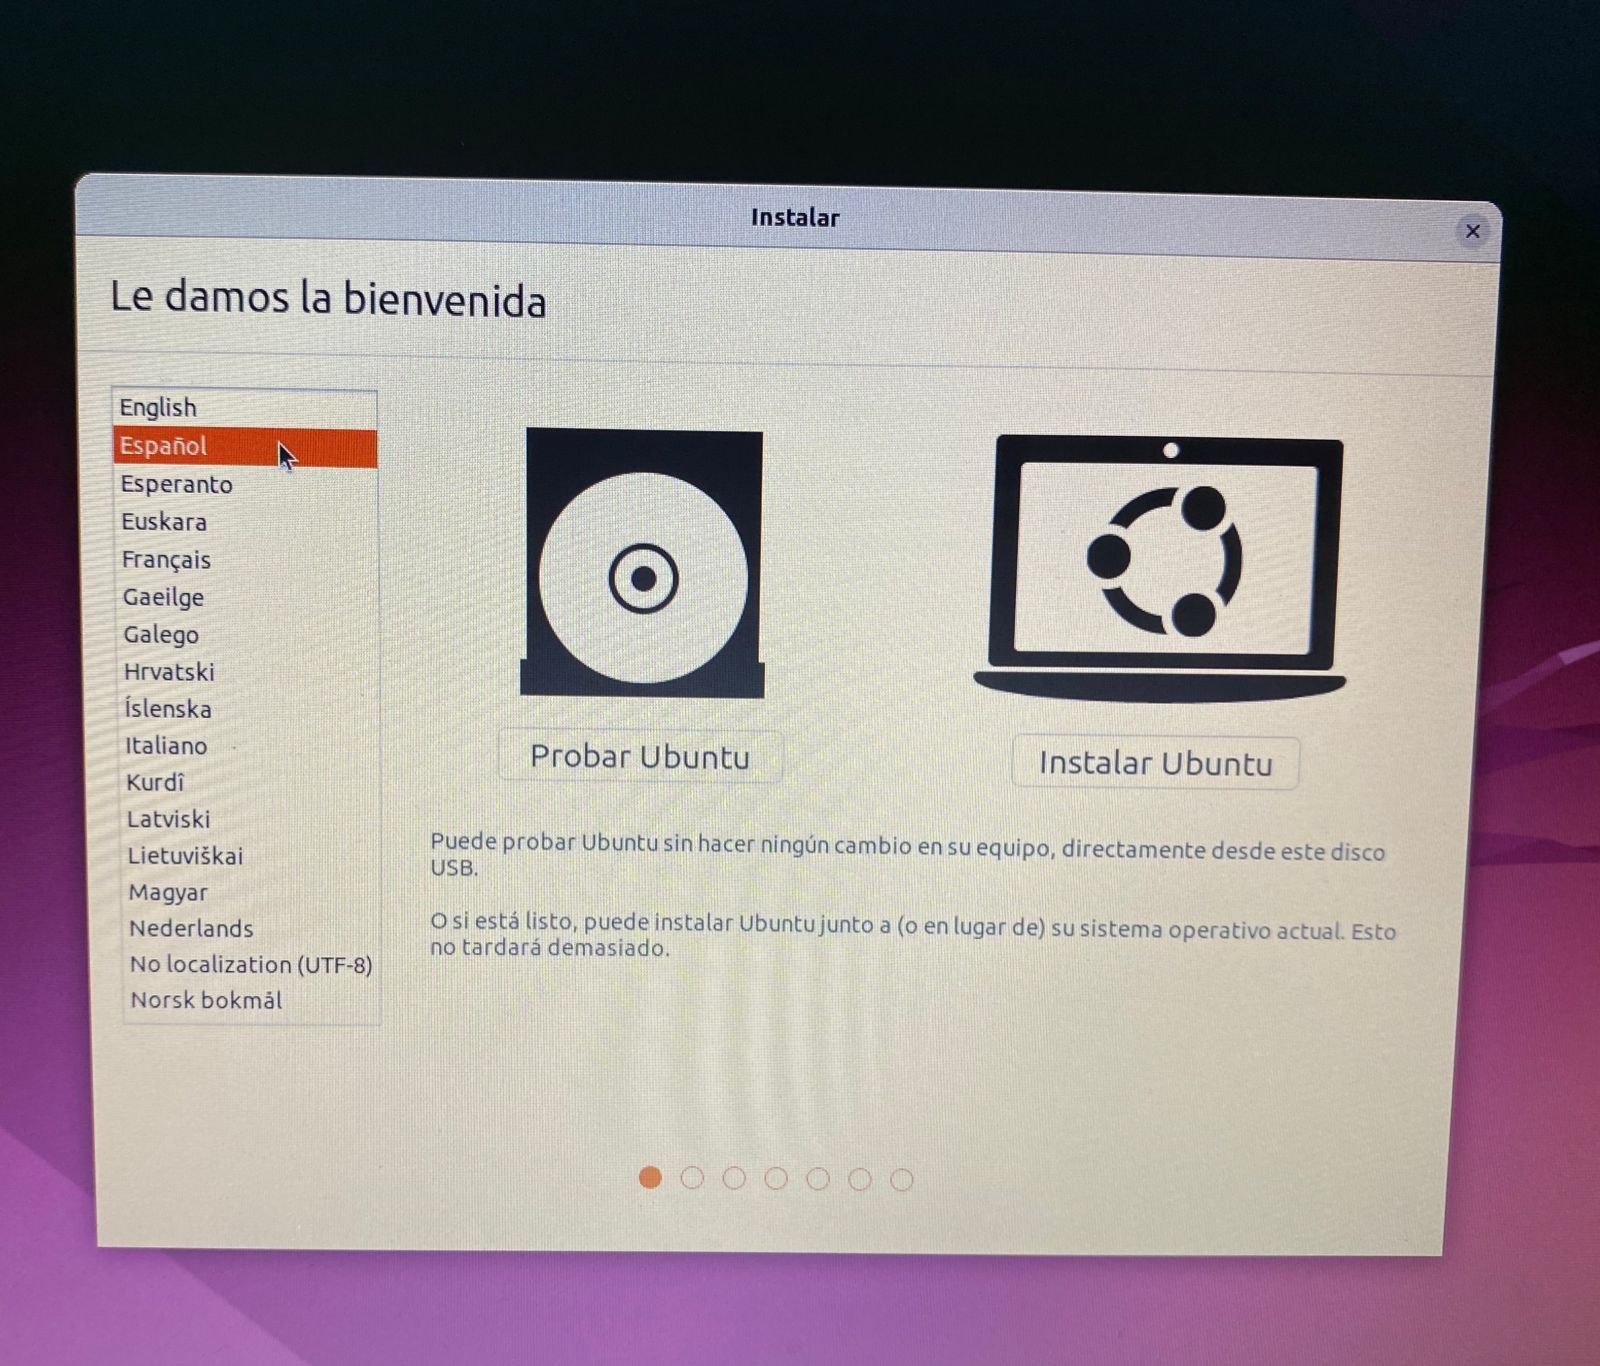 Instalar
Le damos la bienvenida
English
Español
Esperanto
Euskara
Français
Gaeilge
Galego
Hrvatski
Íslenska
Italiano
Kurdî
Latviski
Lietuviškai
Magyar
Nederlands
No localization (UTF-8)
Norsk bokmål
Probar Ubuntu
Instalar Ubuntu
Puede probar Ubuntu sin hacer ningún cambio en su equipo, directamente desde este disco
USB.
O si está listo, puede instalar Ubuntu junto a (o en lugar de) su sistema operativo actual. Esto
no tardará demasiado.